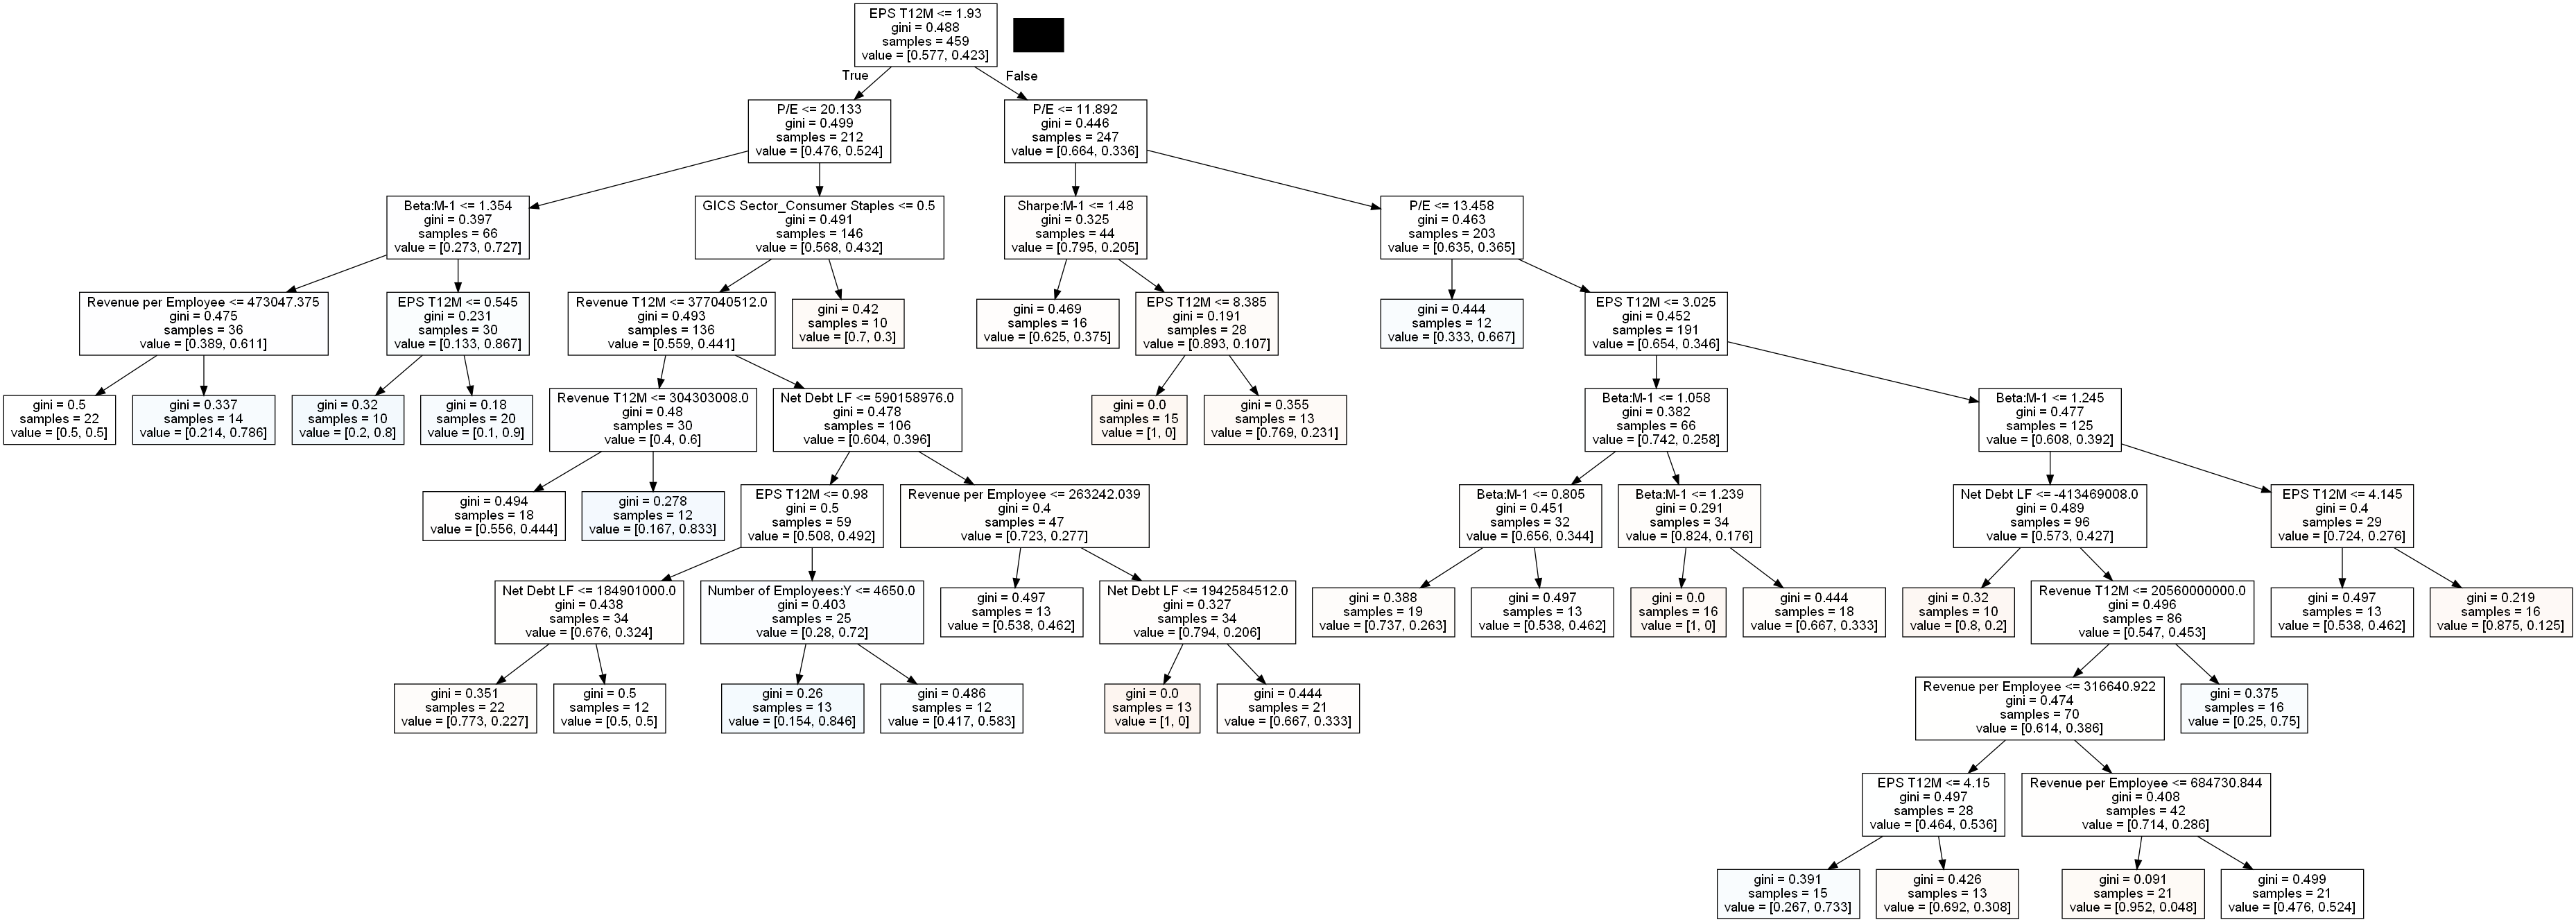 EPS T12M <= 1.93
gini = 0.488
samples = 459
value = [0.577, 0.423]
True
False
P/E <= 20.133
gini = 0.499
samples = 212
value = [0.476, 0.524]
P/E <= 11.892
gini = 0.446
samples = 247
value = [0.664, 0.336]
Beta:M-1 <= 1.354
gini = 0.397
samples = 66
value = [0.273, 0.727]
GICS Sector_Consumer Staples <= 0.5
gini = 0.491
samples = 146
value = [0.568, 0.432]
Sharpe:M-1 <= 1.48
gini = 0.325
samples = 44
value = [0.795, 0.205]
P/E <= 13.458
gini = 0.463
samples = 203
value = [0.635, 0.365]
Revenue per Employee <= 473047.375
gini = 0.475
samples = 36
value = [0.389, 0.611]
EPS T12M <= 0.545
gini = 0.231
samples = 30
value = [0.133, 0.867]
Revenue T12M <= 377040512.0
gini = 0.493
samples = 136
value = [0.559, 0.441]
gini = 0.42
samples = 10
value = [0.7, 0.3]
gini = 0.469
samples = 16
value = [0.625, 0.375]
EPS T12M <= 8.385
gini = 0.191
samples = 28
value = [0.893, 0.107]
gini = 0.444
samples = 12
value = [0.333, 0.667]
EPS T12M <= 3.025
gini = 0.452
samples = 191
value = [0.654, 0.346]
gini = 0.5
samples = 22
value = [0.5, 0.5]
gini = 0.337
samples = 14
value = [0.214, 0.786]
gini = 0.32
samples = 10
value = [0.2, 0.8]
gini = 0.18
samples = 20
value = [0.1, 0.9]
Revenue T12M <= 304303008.0
gini = 0.48
samples = 30
value = [0.4, 0.6]
Net Debt LF <= 590158976.0
gini = 0.478
samples = 106
value = [0.604, 0.396]
gini = 0.0
samples = 15
value = [1, 0]
gini = 0.355
samples = 13
value = [0.769, 0.231]
Beta:M-1 <= 1.058
gini = 0.382
samples = 66
value = [0.742, 0.258]
Beta:M-1 <= 1.245
gini = 0.477
samples = 125
value = [0.608, 0.392]
gini = 0.494
samples = 18
value = [0.556, 0.444]
gini = 0.278
samples = 12
value = [0.167, 0.833]
EPS T12M <= 0.98
gini = 0.5
samples = 59
value = [0.508, 0.492]
Revenue per Employee <= 263242.039
gini = 0.4
samples = 47
value = [0.723, 0.277]
Beta:M-1 <= 0.805
gini = 0.451
samples = 32
value = [0.656, 0.344]
Beta:M-1 <= 1.239
gini = 0.291
samples = 34
value = [0.824, 0.176]
Net Debt LF <= -413469008.0
gini = 0.489
samples = 96
value = [0.573, 0.427]
EPS T12M <= 4.145
gini = 0.4
samples = 29
value = [0.724, 0.276]
Net Debt LF <= 184901000.0
gini = 0.438
samples = 34
value = [0.676, 0.324]
Number of Employees:Y <= 4650.0
gini = 0.403
samples = 25
value = [0.28, 0.72]
gini = 0.497
samples = 13
value = [0.538, 0.462]
Net Debt LF <= 1942584512.0
gini = 0.327
samples = 34
value = [0.794, 0.206]
gini = 0.388
samples = 19
value = [0.737, 0.263]
gini = 0.497
samples = 13
value = [0.538, 0.462]
gini = 0.0
samples = 16
value = [1, 0]
gini = 0.444
samples = 18
value = [0.667, 0.333]
gini = 0.32
samples = 10
value = [0.8, 0.2]
Revenue T12M <= 20560000000.0
gini = 0.496
samples = 86
value = [0.547, 0.453]
gini = 0.497
samples = 13
value = [0.538, 0.462]
gini = 0.219
samples = 16
value = [0.875, 0.125]
gini = 0.351
samples = 22
value = [0.773, 0.227]
gini = 0.5
samples = 12
value = [0.5, 0.5]
gini = 0.26
samples = 13
value = [0.154, 0.846]
gini = 0.486
samples = 12
value = [0.417, 0.583]
gini = 0.0
samples = 13
value = [1, 0]
gini = 0.444
samples = 21
value = [0.667, 0.333]
Revenue per Employee <= 316640.922
gini = 0.474
samples = 70
value = [0.614, 0.386]
gini = 0.375
samples = 16
value = [0.25, 0.75]
EPS T12M <= 4.15
gini = 0.497
samples = 28
value = [0.464, 0.536]
Revenue per Employee <= 684730.844
gini = 0.408
samples = 42
value = [0.714, 0.286]
gini = 0.391
samples = 15
value = [0.267, 0.733]
gini = 0.426
samples = 13
value = [0.692, 0.308]
gini = 0.091
samples = 21
value = [0.952, 0.048]
gini = 0.499
samples = 21
value = [0.476, 0.524]